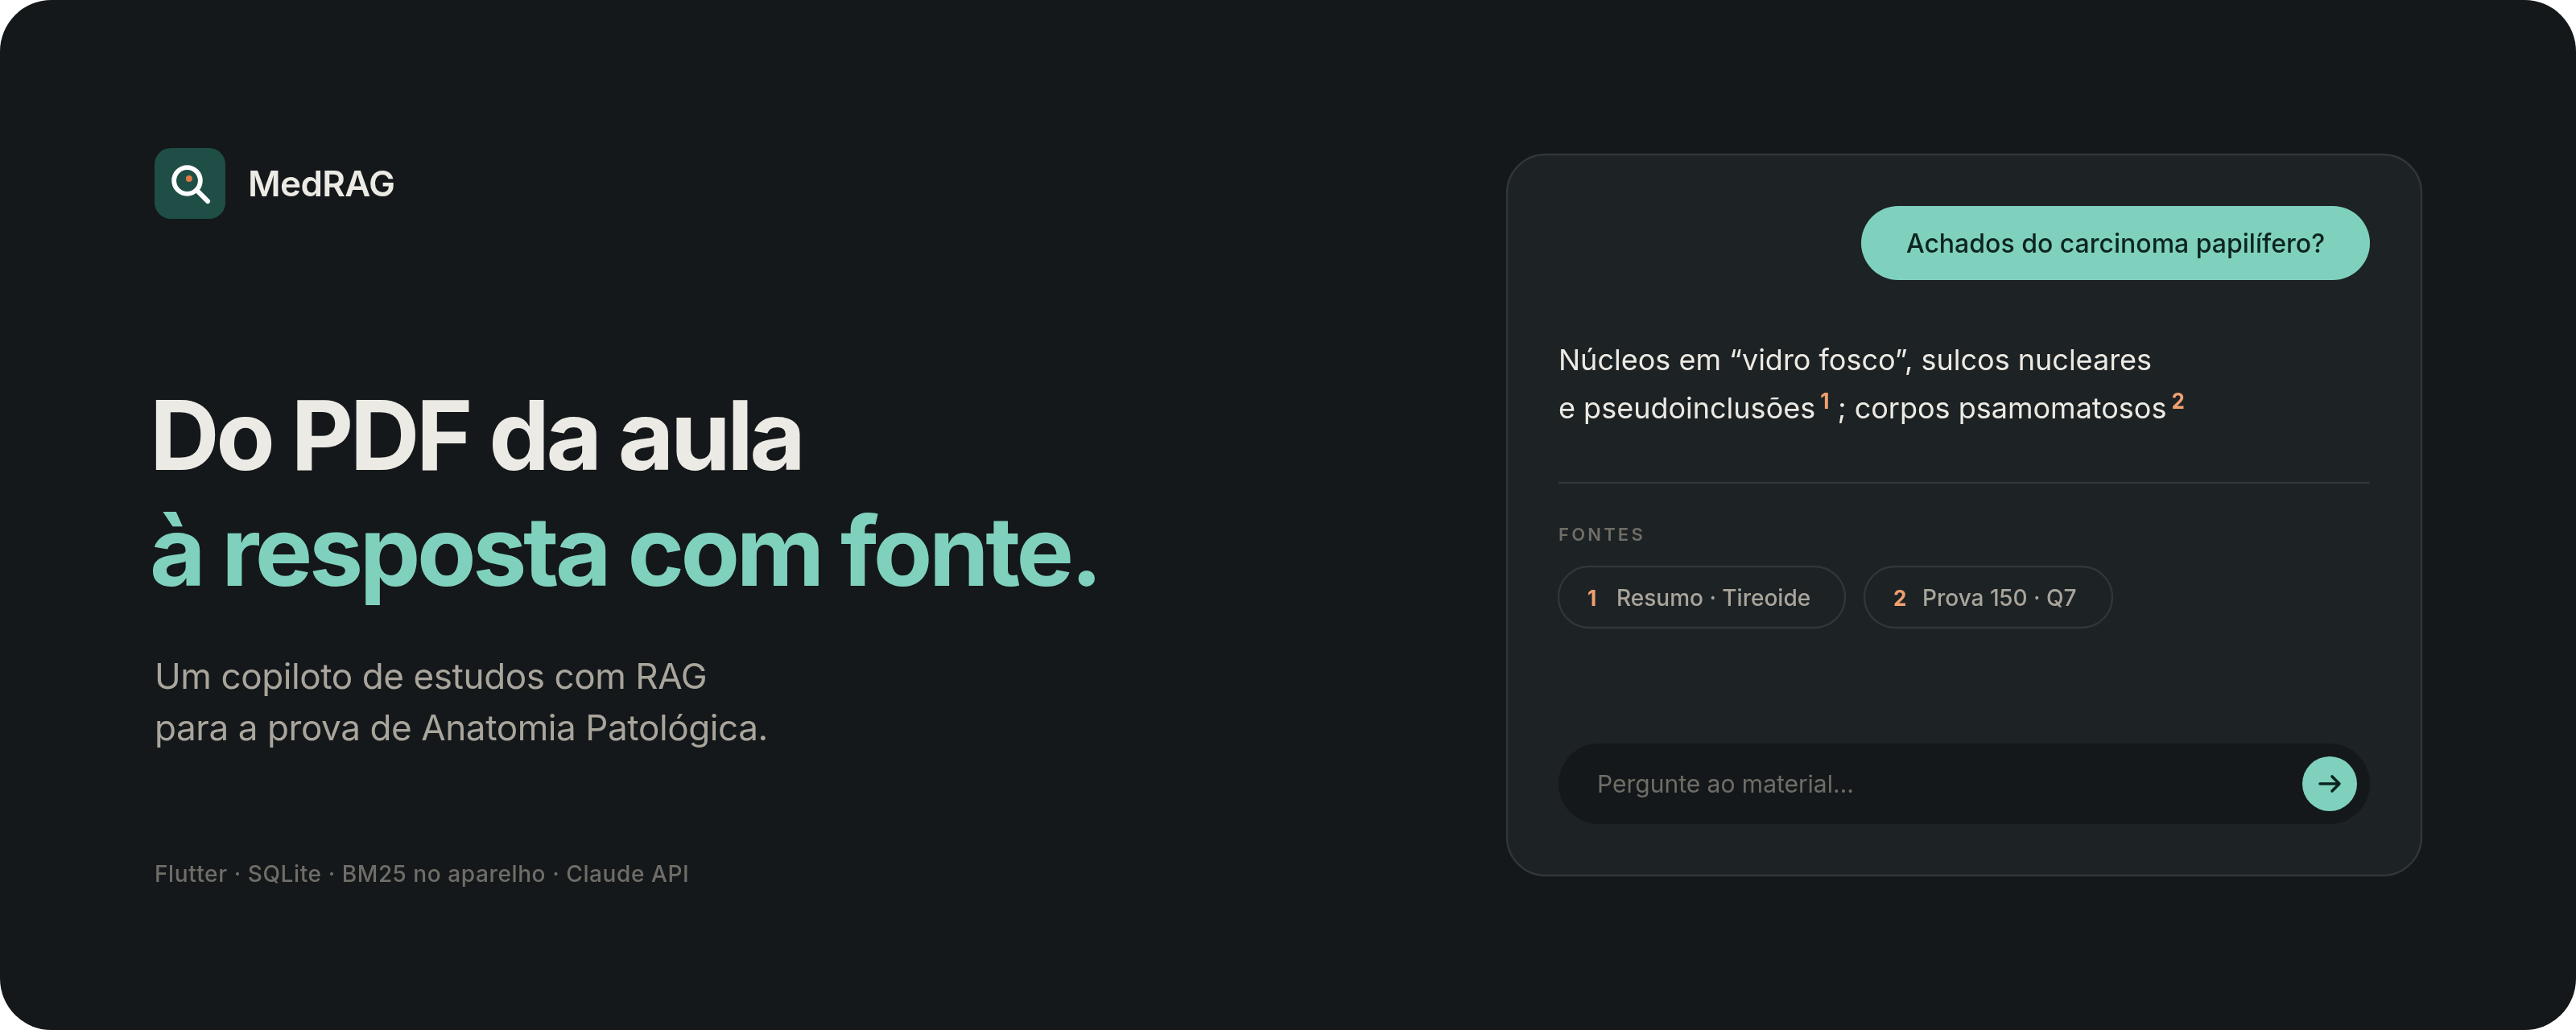 MedRAG
Do PDF da aula
à resposta com fonte.
Um copiloto de estudos com RAG
para a prova de Anatomia Patológica.
Flutter · SQLite · BM25 no aparelho · Claude API
Achados do carcinoma papilífero?
Núcleos em “vidro fosco”, sulcos nucleares
e pseudoinclusões 1 ; corpos psamomatosos 2
FONTES
1 Resumo · Tireoide
2 Prova 150 · Q7
Pergunte ao material...